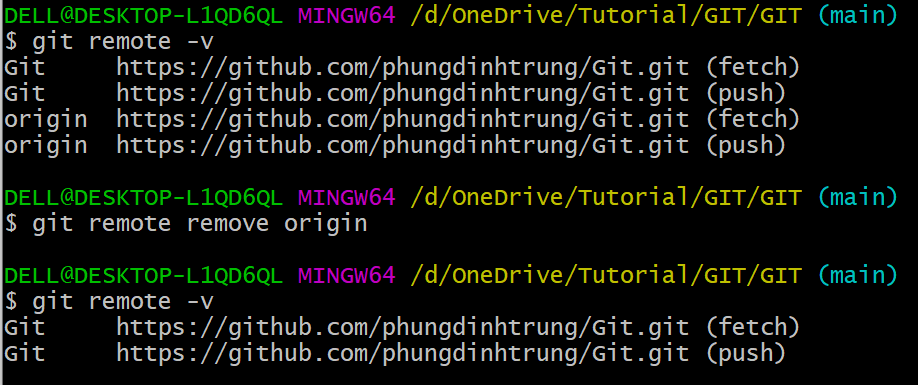 DELL@DESKTOP-L1QD6QL MINGW64 /d/OneDrive/Tutorial/GIT/GIT (main)
$ git remote -v
Git     https://github.com/phungdinhtrung/Git.git (fetch)
Git     https://github.com/phungdinhtrung/Git.git (push)
origin  https://github.com/phungdinhtrung/Git.git (fetch)
origin  https://github.com/phungdinhtrung/Git.git (push)

DELL@DESKTOP-L1QD6QL MINGW64 /d/OneDrive/Tutorial/GIT/GIT (main)
$ git remote remove origin

DELL@DESKTOP-L1QD6QL MINGW64 /d/OneDrive/Tutorial/GIT/GIT (main)
$ git remote -v
Git     https://github.com/phungdinhtrung/Git.git (fetch)
Git     https://github.com/phungdinhtrung/Git.git (push)